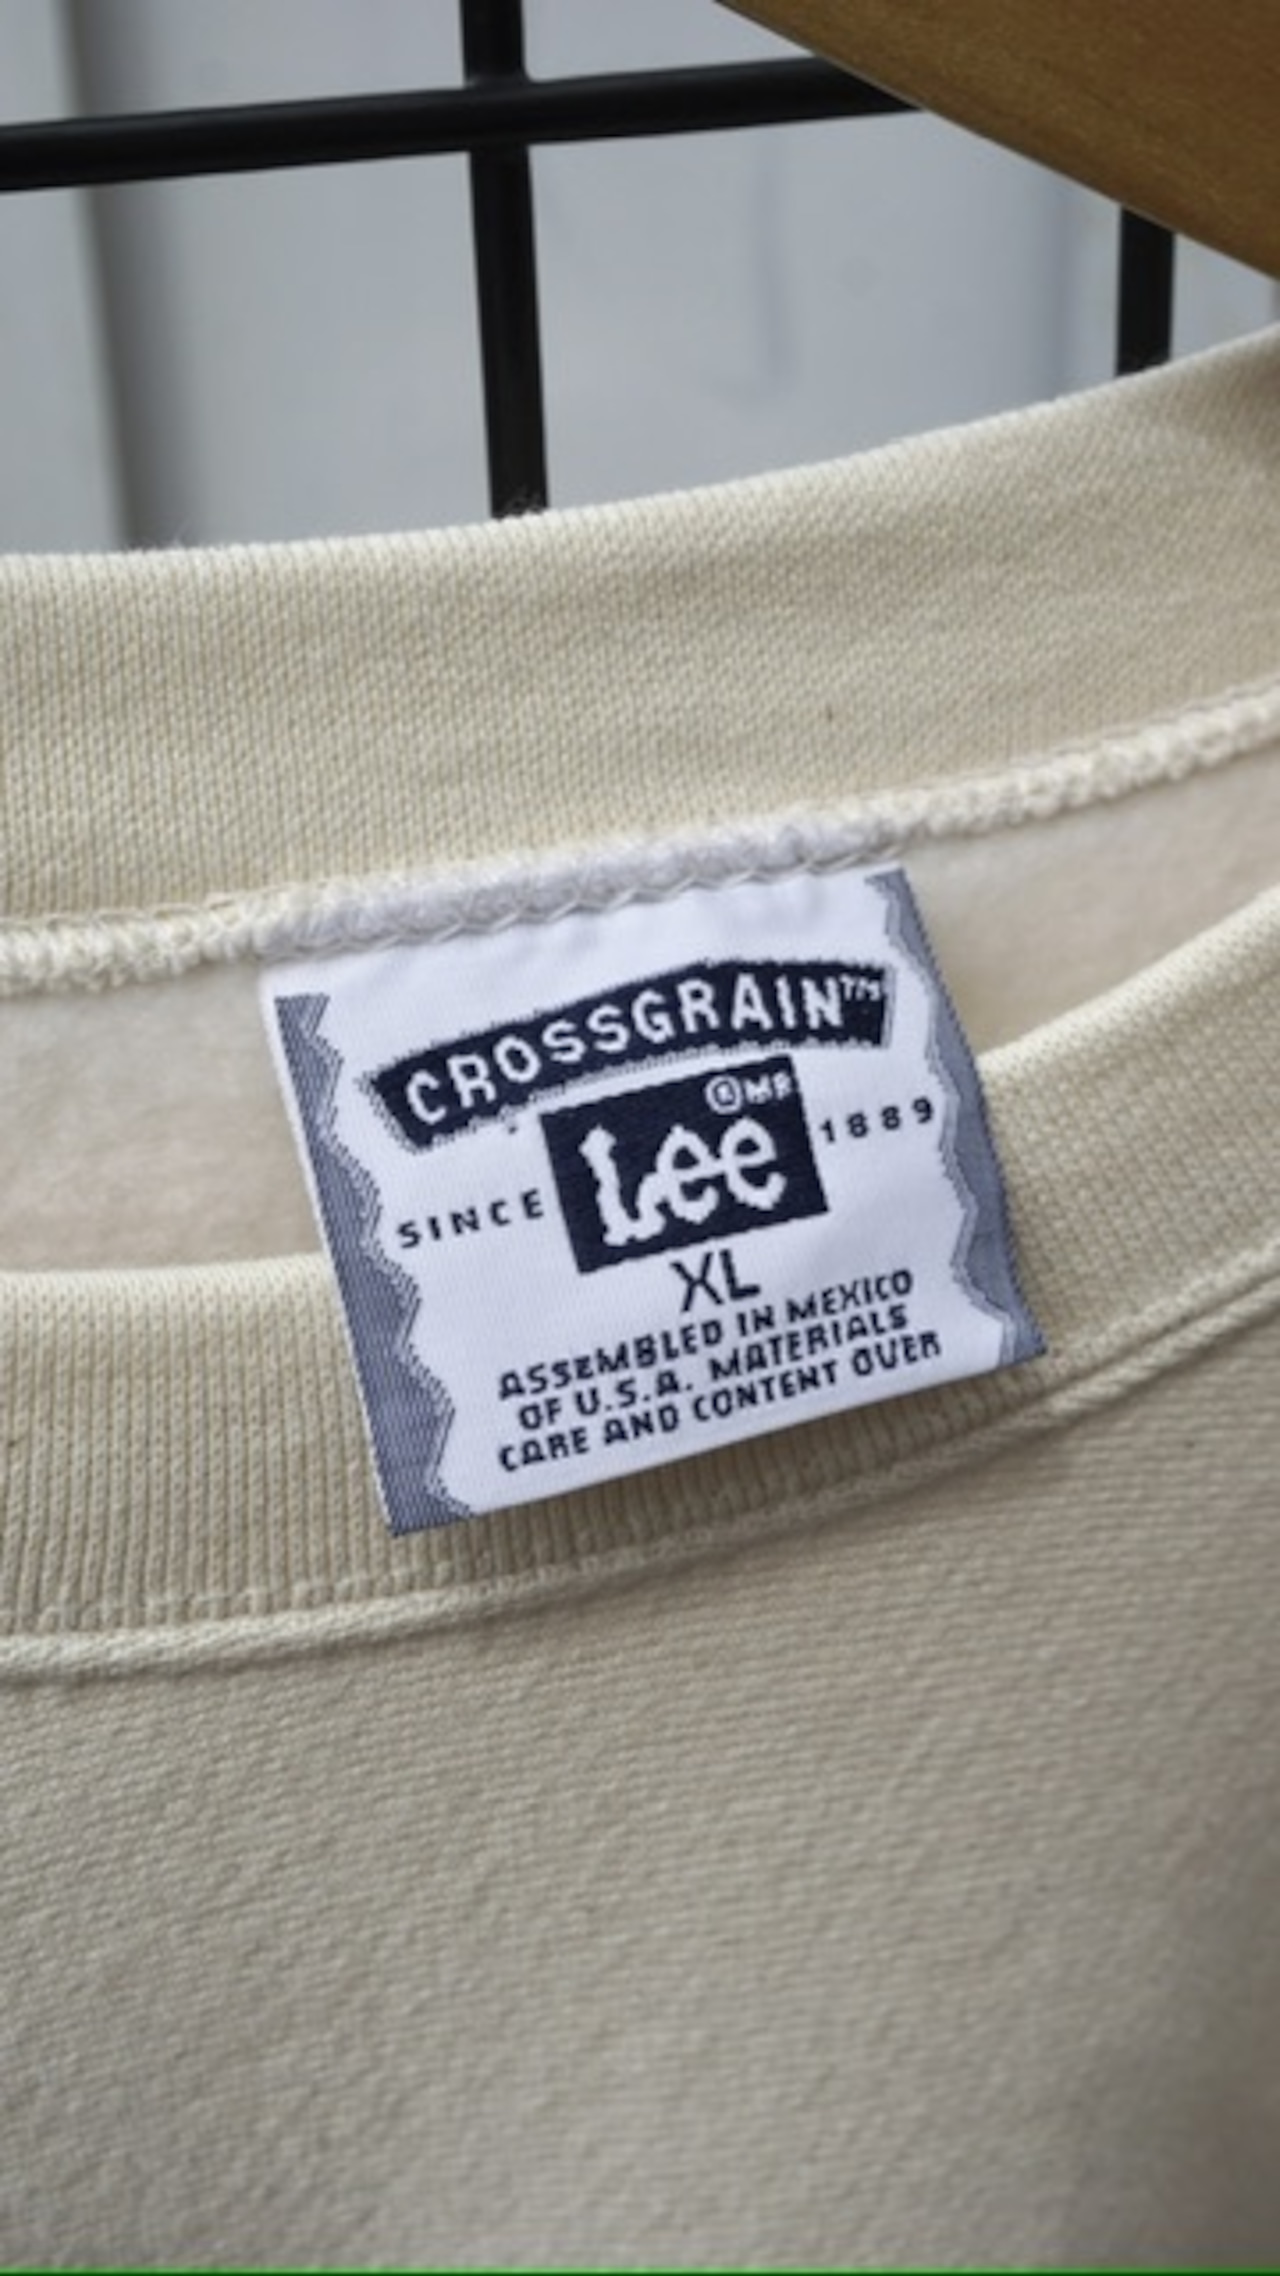 CROSSGRAIN™
®MR
SINCE Lee 1889
XL
ASSEMBLED IN MEXICO
OF U.S.A. MATERIALS
CARE AND CONTENT OVER